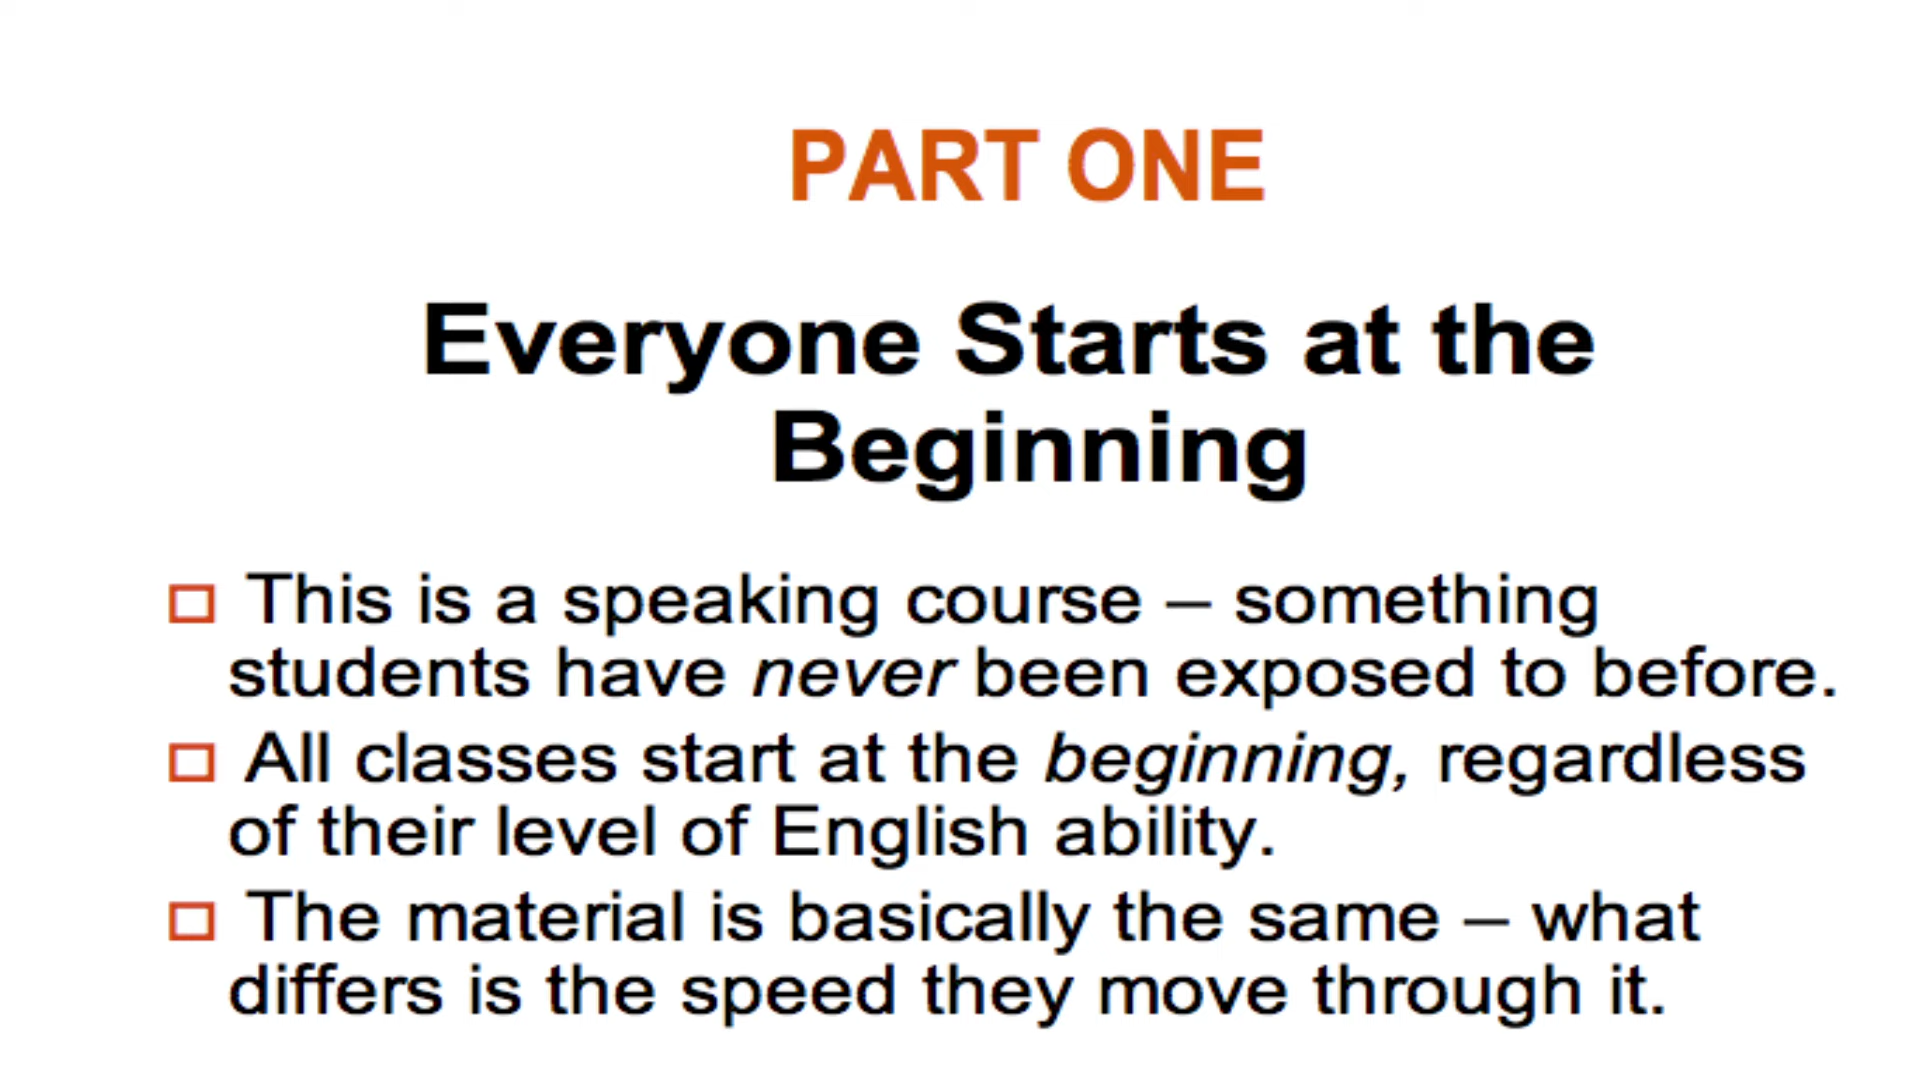 PART ONE
Everyone Starts at the
Beginning
This is a speaking course – something
students have never been exposed to before.
All classes start at the beginning, regardless
of their level of English ability.
The material is basically the same – what
differs is the speed they move through it.